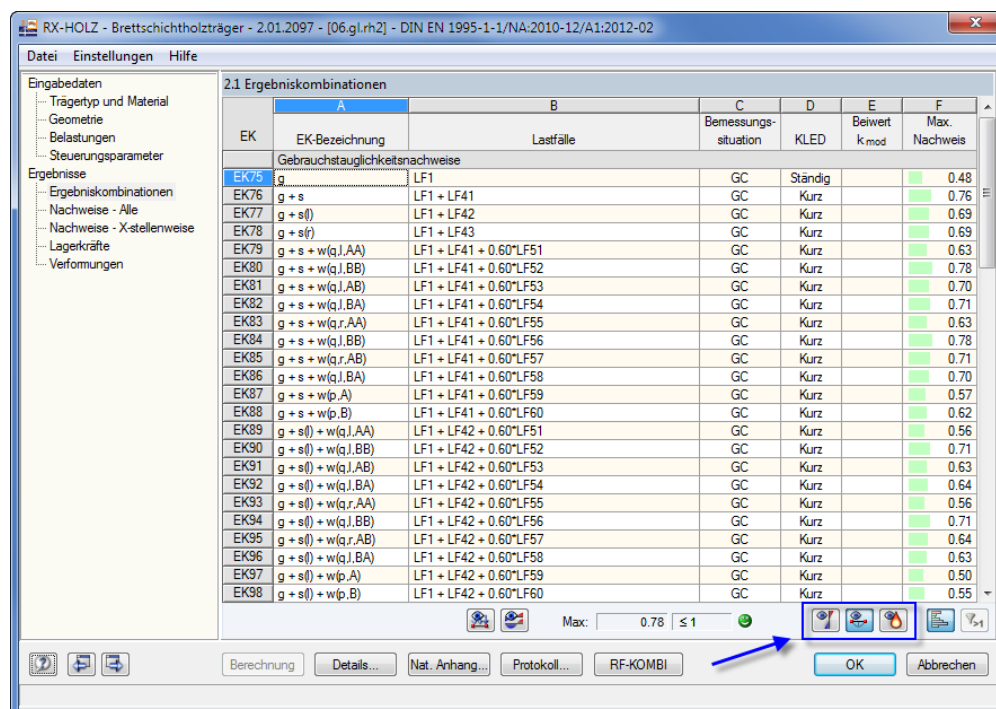 RX-HOLZ - Brettschichtholzträger - 2.01.2097 - [06.gl.rh2] - DIN EN 1995-1-1/NA:2010-12/A1:2012-02
Datei Einstellungen Hilfe
Eingabedaten
Trägertyp und Material
Geometrie
Belastungen
Steuerungsparameter
Ergebnisse
Ergebniskombinationen
Nachweise - Alle
Nachweise - X-stellenweise
Lagerkräfte
Verformungen
2.1 Ergebniskombinationen
A B C D E F
EK EK-Bezeichnung Lastfälle Bemessungs-situation KLED Beiwert k mod Max. Nachweis
Gebrauchstauglichkeitsnachweise
EK75 g LF1 GC Ständig 0.48
EK76 g + s LF1 + LF41 GC Kurz 0.76
EK77 g + s(l) LF1 + LF42 GC Kurz 0.69
EK78 g + s(r) LF1 + LF43 GC Kurz 0.69
EK79 g + s + w(q,l,AA) LF1 + LF41 + 0.60*LF51 GC Kurz 0.63
EK80 g + s + w(q,l,BB) LF1 + LF41 + 0.60*LF52 GC Kurz 0.78
EK81 g + s + w(q,l,AB) LF1 + LF41 + 0.60*LF53 GC Kurz 0.70
EK82 g + s + w(q,l,BA) LF1 + LF41 + 0.60*LF54 GC Kurz 0.71
EK83 g + s + w(q,r,AA) LF1 + LF41 + 0.60*LF55 GC Kurz 0.63
EK84 g + s + w(q,l,BB) LF1 + LF41 + 0.60*LF56 GC Kurz 0.78
EK85 g + s + w(q,r,AB) LF1 + LF41 + 0.60*LF57 GC Kurz 0.71
EK86 g + s + w(q,l,BA) LF1 + LF41 + 0.60*LF58 GC Kurz 0.70
EK87 g + s + w(p,A) LF1 + LF41 + 0.60*LF59 GC Kurz 0.57
EK88 g + s + w(p,B) LF1 + LF41 + 0.60*LF60 GC Kurz 0.62
EK89 g + s(l) + w(q,l,AA) LF1 + LF42 + 0.60*LF51 GC Kurz 0.56
EK90 g + s(l) + w(q,l,BB) LF1 + LF42 + 0.60*LF52 GC Kurz 0.71
EK91 g + s(l) + w(q,l,AB) LF1 + LF42 + 0.60*LF53 GC Kurz 0.63
EK92 g + s(l) + w(q,l,BA) LF1 + LF42 + 0.60*LF54 GC Kurz 0.64
EK93 g + s(l) + w(q,r,AA) LF1 + LF42 + 0.60*LF55 GC Kurz 0.56
EK94 g + s(l) + w(q,l,BB) LF1 + LF42 + 0.60*LF56 GC Kurz 0.71
EK95 g + s(l) + w(q,r,AB) LF1 + LF42 + 0.60*LF57 GC Kurz 0.64
EK96 g + s(l) + w(q,l,BA) LF1 + LF42 + 0.60*LF58 GC Kurz 0.63
EK97 g + s(l) + w(p,A) LF1 + LF42 + 0.60*LF59 GC Kurz 0.50
EK98 g + s(l) + w(p,B) LF1 + LF42 + 0.60*LF60 GC Kurz 0.55
Max: 0.78 ≤ 1 >1
Berechnung Details... Nat. Anhang... Protokoll... RF-KOMBI OK Abbrechen